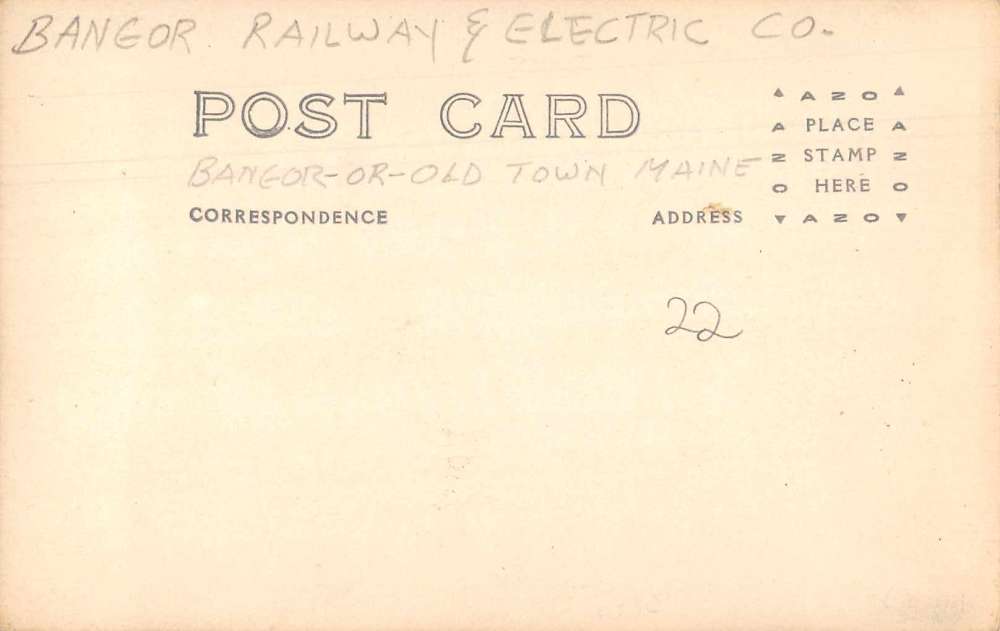 BANGOR RAILWAY & ELECTRIC CO.
POST CARD
BANGOR-OR-OLD TOWN MAINE
CORRESPONDENCE
ADDRESS
AZO
A PLACE A
Z STAMP Z
O HERE O
AZO
22